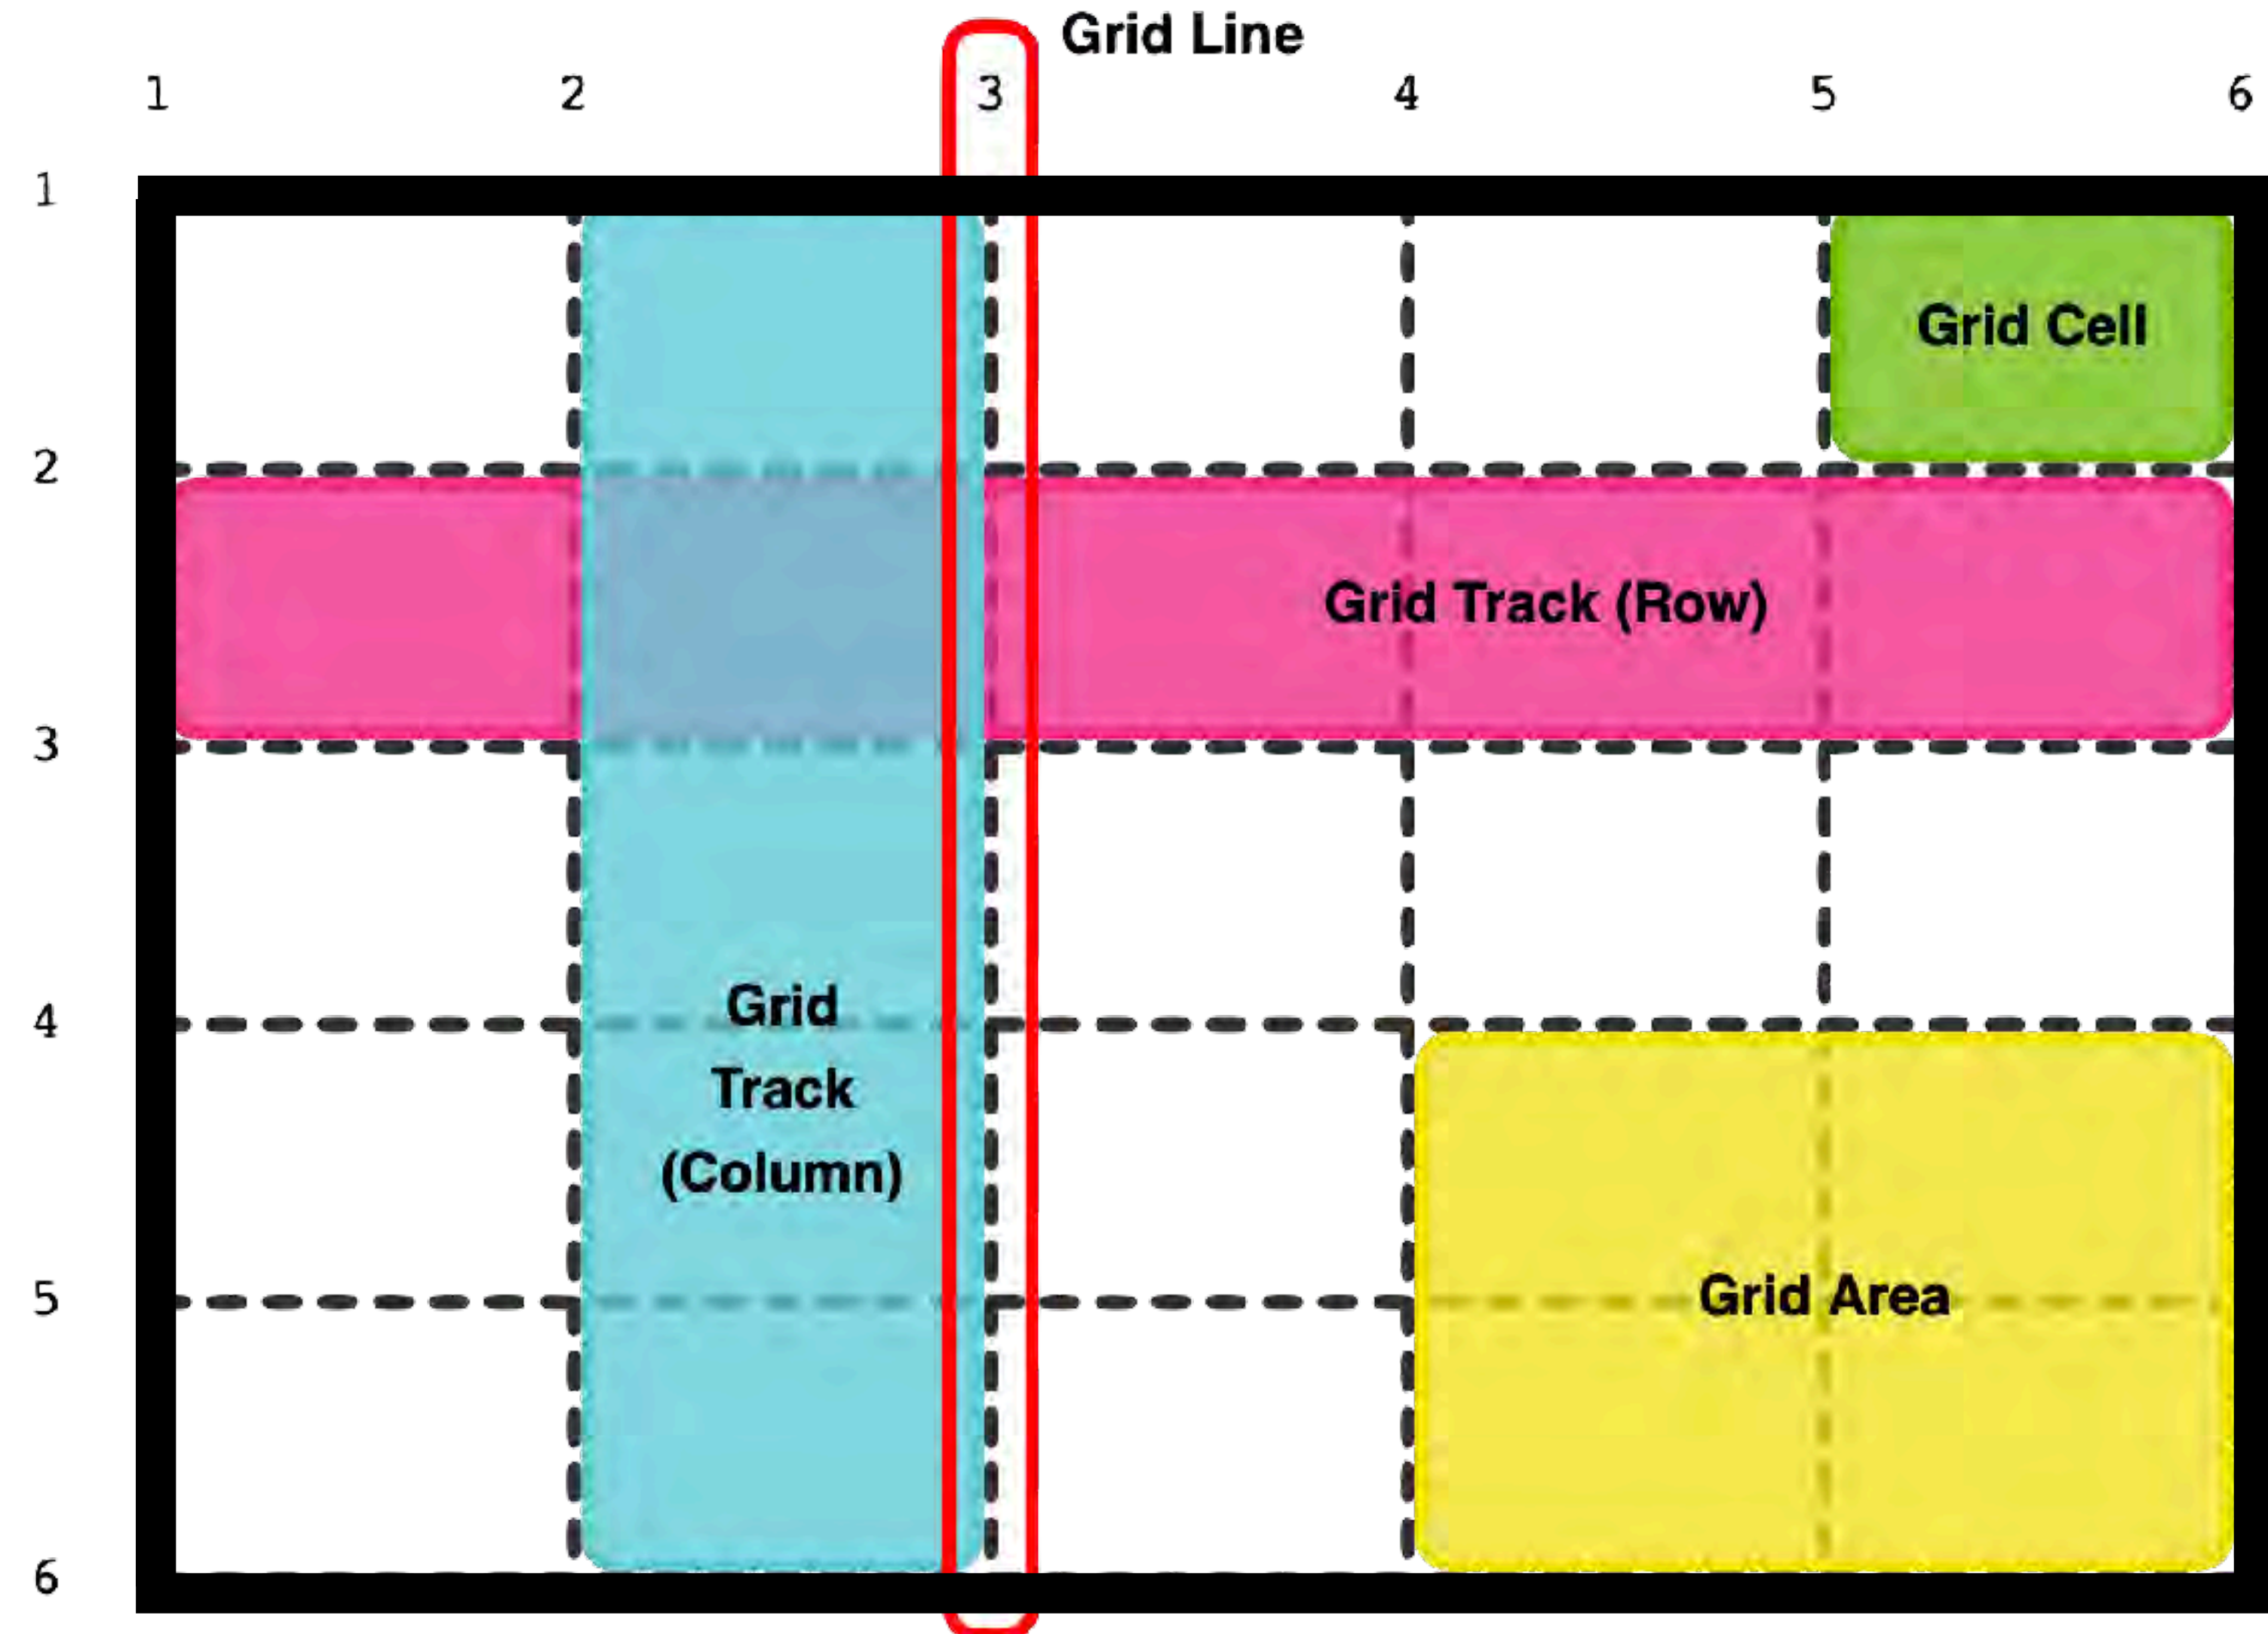 Grid Line
1 2 3 4 5 6
1
Grid Cell
2
Grid Track (Row)
3
Grid
4
Track
(Column)
5
Grid Area
6